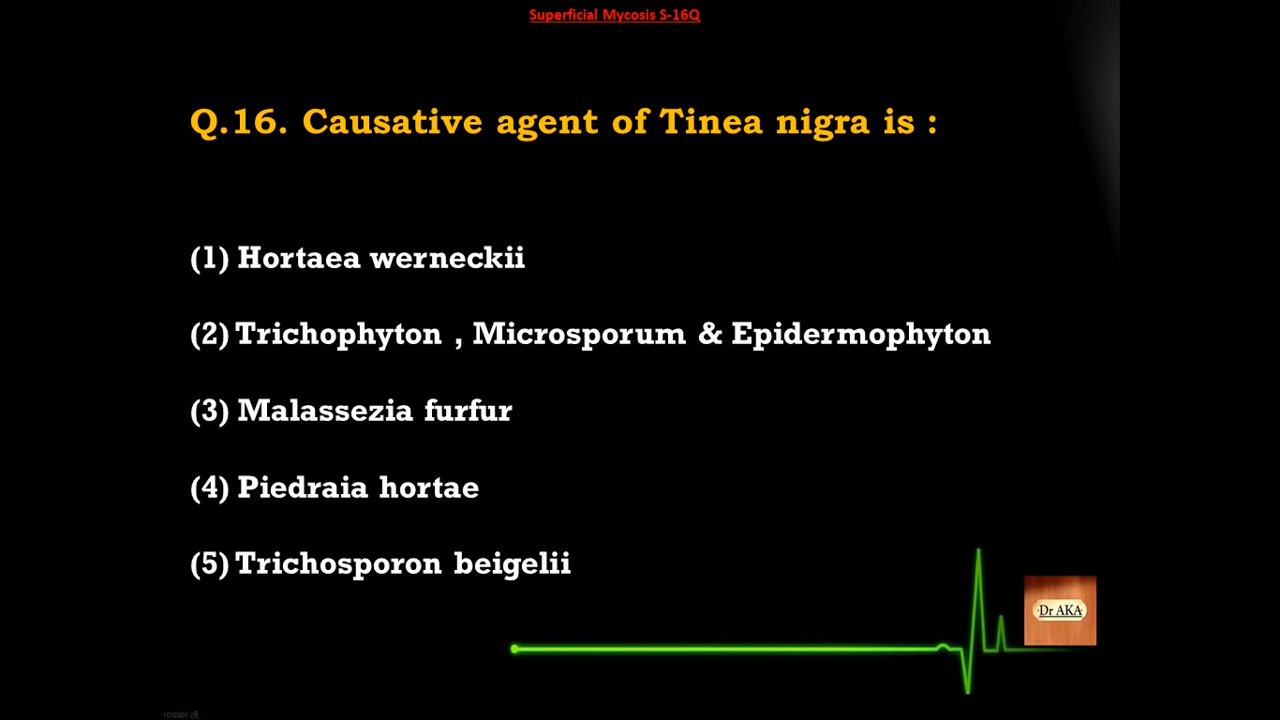 Superficial Mycosis S-16Q
Q.16. Causative agent of Tinea nigra is :
(1) Hortaea werneckii
(2) Trichophyton , Microsporum & Epidermophyton
(3) Malassezia furfur
(4) Piedraia hortae
(5) Trichosporon beigelii
Dr AKA